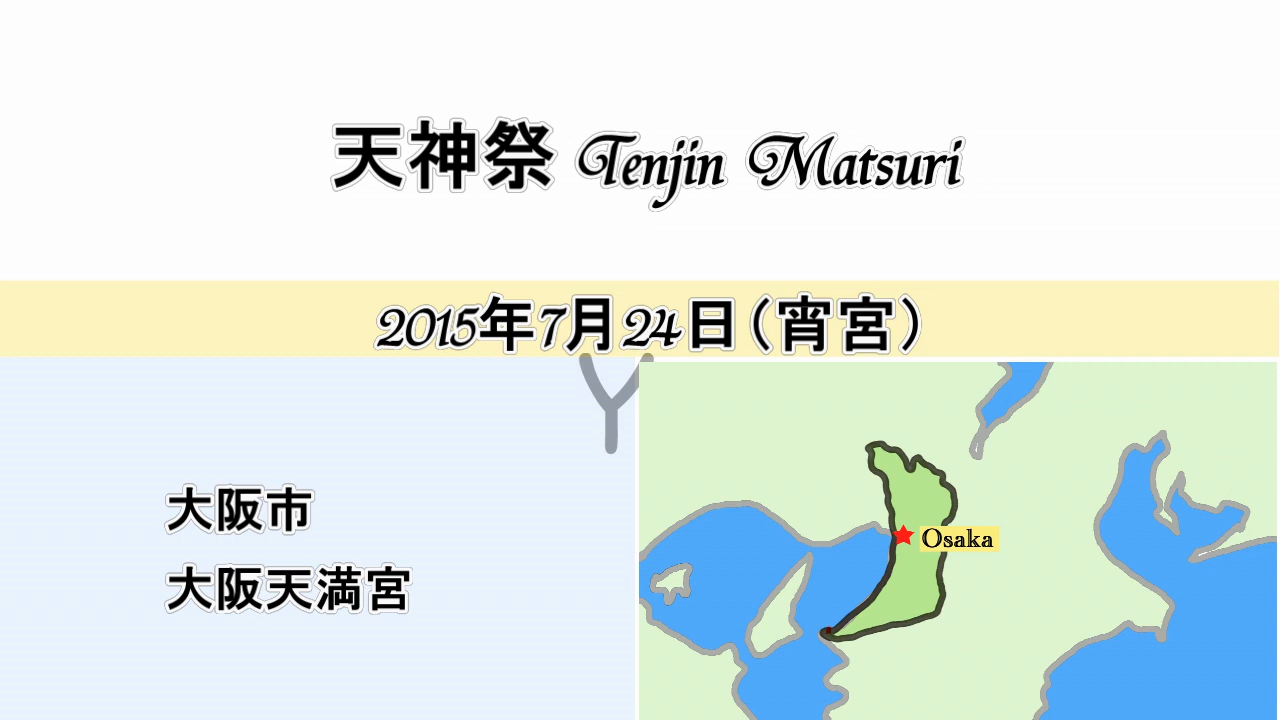 天神祭 Tenjin Matsuri
2015年7月24日（宵宮）
Y
大阪市
大阪天満宮
Osaka